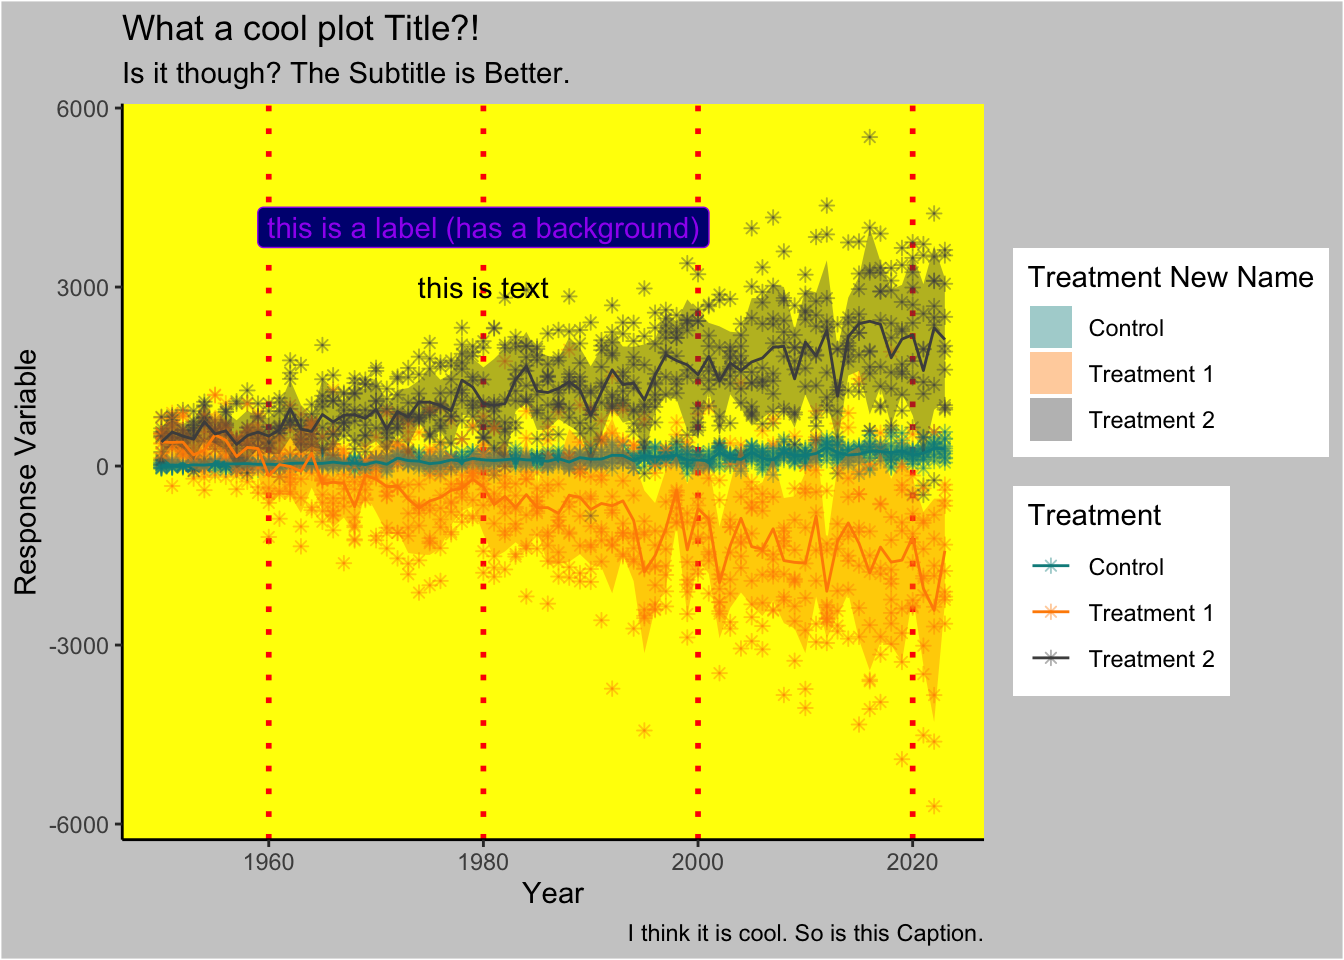 What a cool plot Title?!
Is it though? The Subtitle is Better.
6000
3000
0
-3000
-6000
Response Variable
this is a label (has a background)
this is text
1960
1980
2000
2020
Year
I think it is cool. So is this Caption.
Treatment New Name
Control
Treatment 1
Treatment 2
Treatment
Control
Treatment 1
Treatment 2